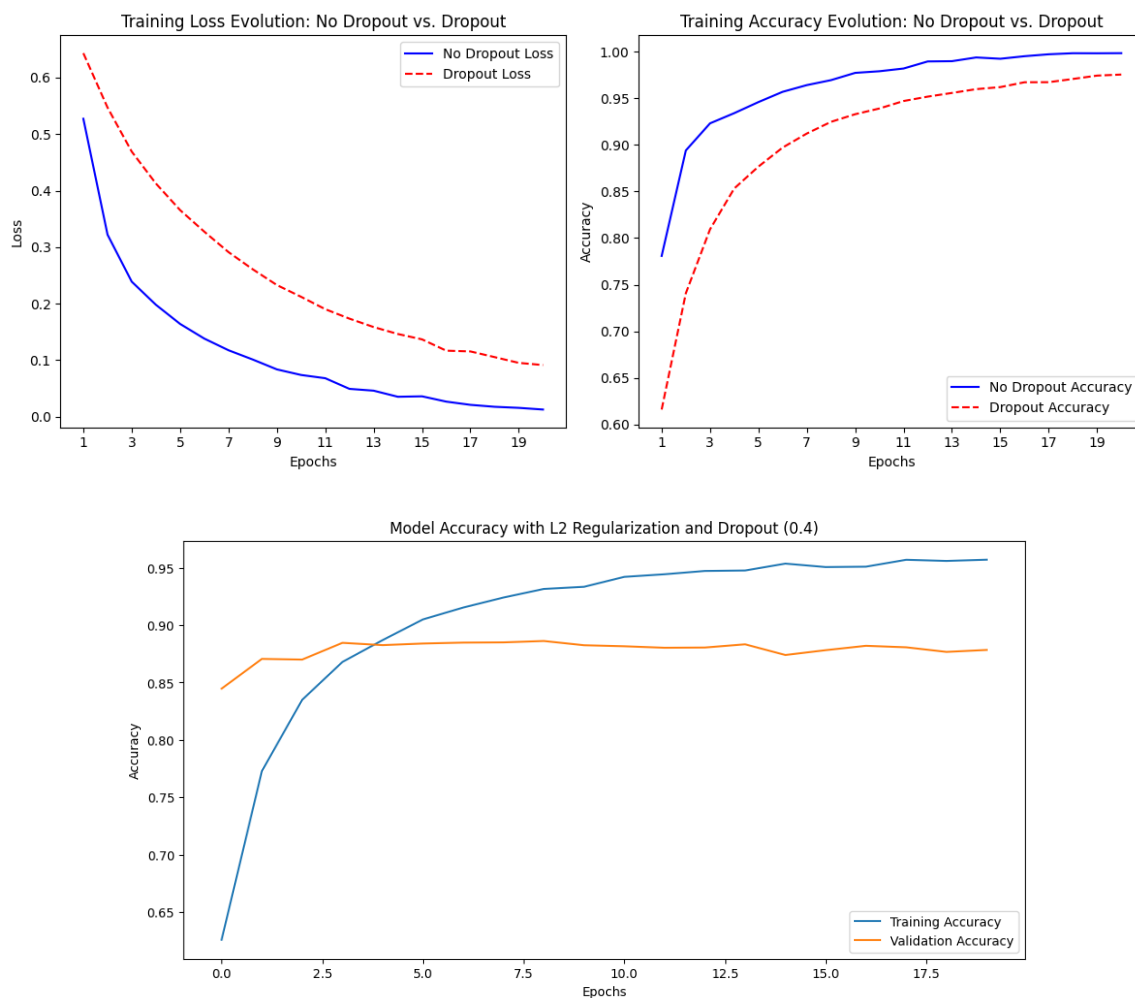 Training Loss Evolution: No Dropout vs. Dropout
No Dropout Loss
Dropout Loss
Loss
0.6
0.5
0.4
0.3
0.2
0.1
0.0
1 3 5 7 9 11 13 15 17 19
Epochs
Training Accuracy Evolution: No Dropout vs. Dropout
Accuracy
1.00
0.95
0.90
0.85
0.80
0.75
0.70
0.65
0.60
No Dropout Accuracy
Dropout Accuracy
1 3 5 7 9 11 13 15 17 19
Epochs
Model Accuracy with L2 Regularization and Dropout (0.4)
Accuracy
0.95
0.90
0.85
0.80
0.75
0.70
0.65
Training Accuracy
Validation Accuracy
0.0 2.5 5.0 7.5 10.0 12.5 15.0 17.5
Epochs